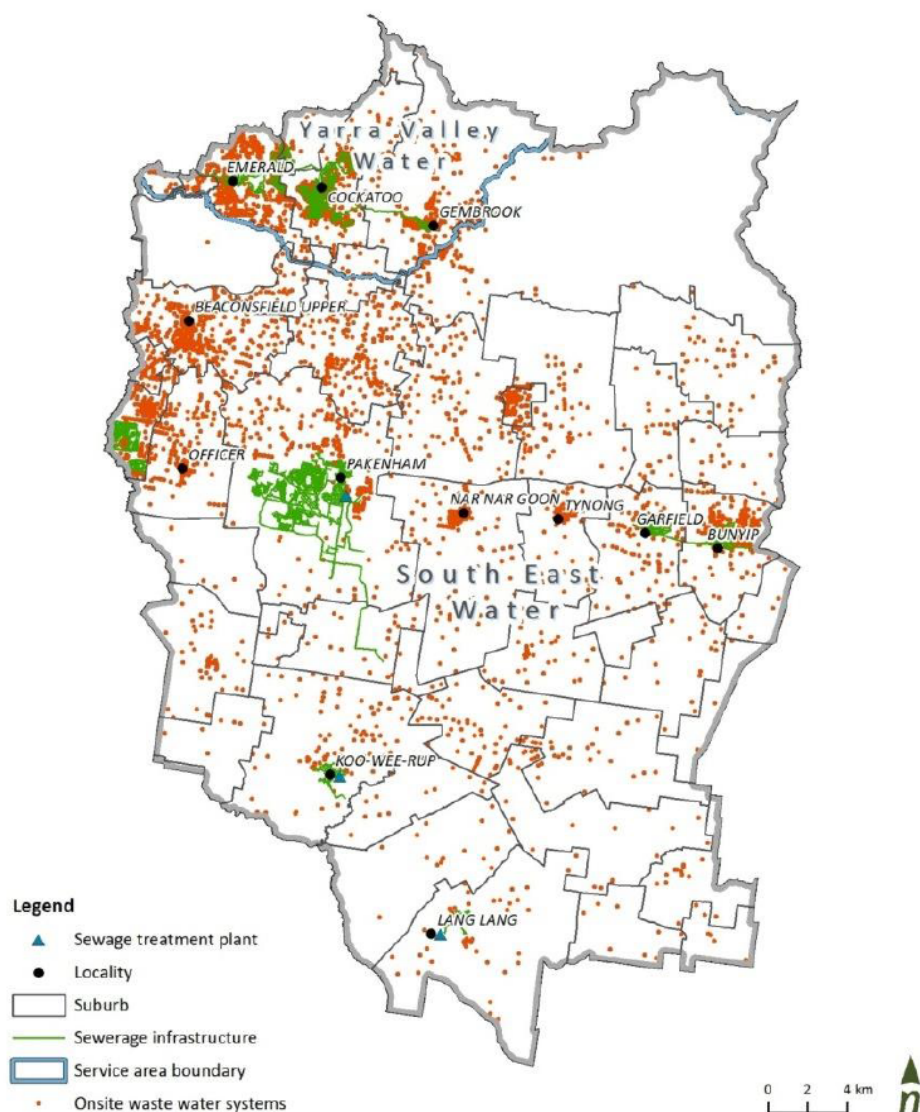 Yarra Valley
Water
EMERALD
COCKATOO
GEMBROOK
BEACONSFIELD UPPER
OFFICER
PAKENHAM
NAR NAR GOON
TYNONG
GARFIELD
BUNYIP
South East
Water
KOO-WEE-RUP
LANG LANG
Legend
Sewage treatment plant
Locality
Suburb
Sewerage infrastructure
Service area boundary
Onsite waste water systems
0 2 4 km
n